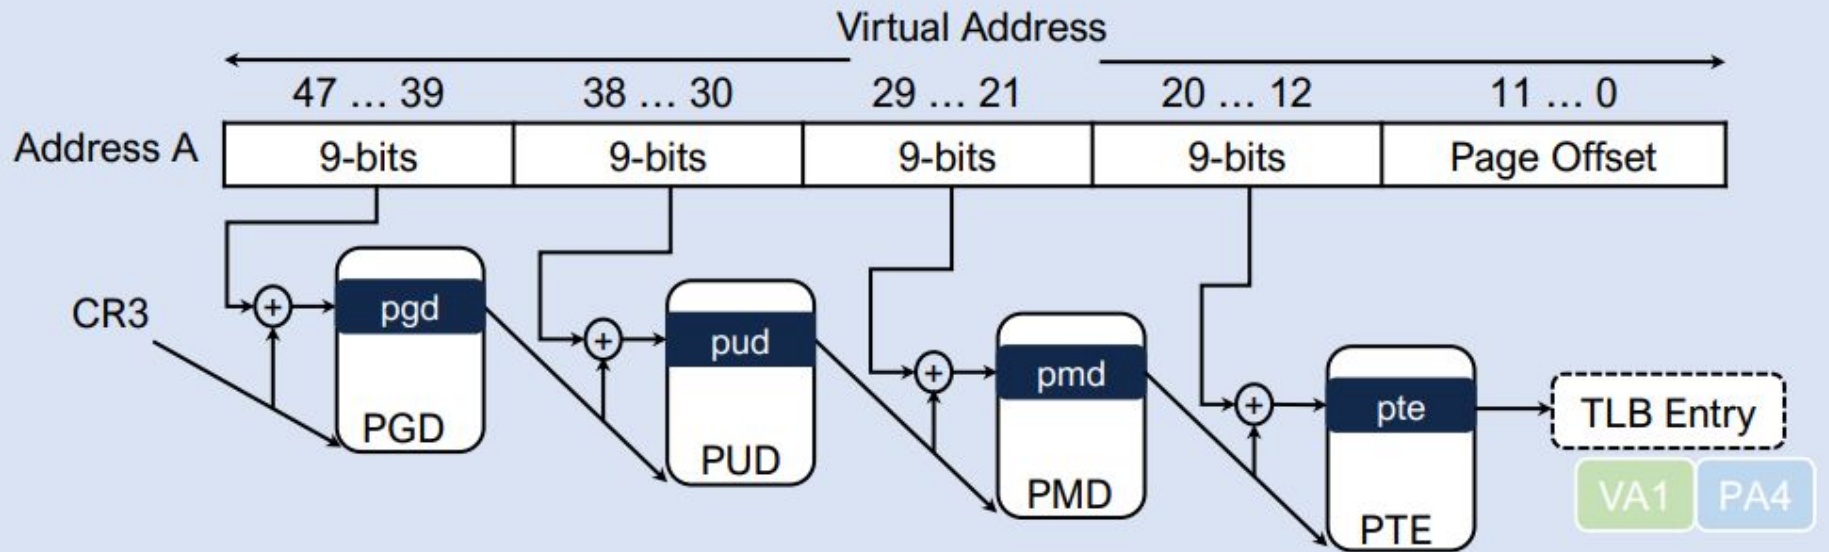 Virtual Address
47 ... 39 38 ... 30 29 ... 21 20 ... 12 11 ... 0
Address A 9-bits 9-bits 9-bits 9-bits Page Offset
CR3
pgd
pud
pmd
pte
TLB Entry
PGD
PUD
PMD
PTE
VA1 PA4